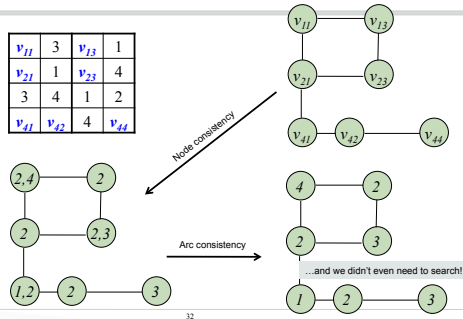 v11 3 v13 1
v21 1 v23 4
3 4 1 2
v41 v42 4 v44
v11 v13
v21 v23
v41 v42 v44
Node consistency
2,4 2
2 2,3
1,2 2 3
Arc consistency
4 2
2 3
…and we didn't even need to search!
1 2 3
32